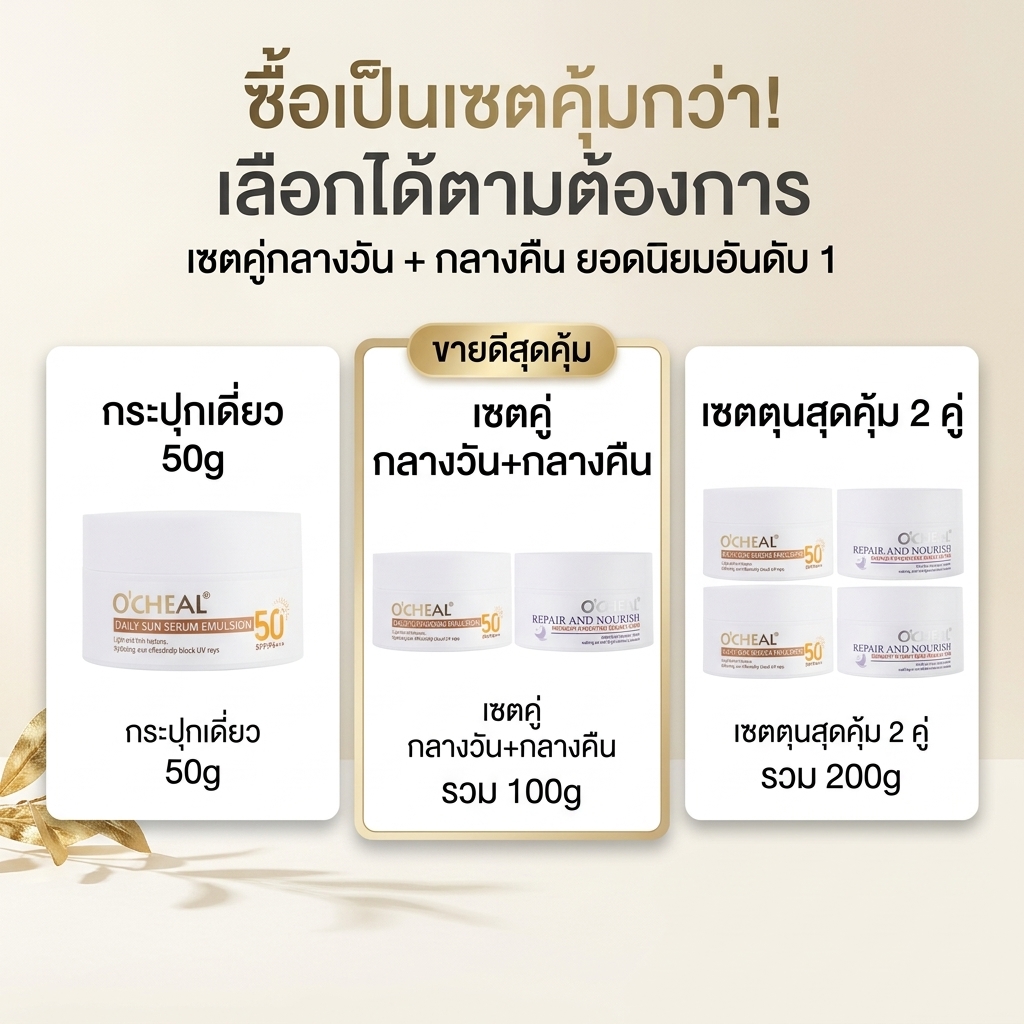 ซื้อเป็นเซตคุ้มกว่า!
เลือกได้ตามต้องการ
เซตคู่กลางวัน + กลางคืน ยอดนิยมอันดับ 1
กระปุกเดี่ยว
50g
O'CHEAL®
DAILY SUN SERUM EMULSION
50+
กระปุกเดี่ยว
50g
ขายดีสุดคุ้ม
เซตคู่
กลางวัน+กลางคืน
O'CHEAL®
50+
O'CHEAL®
REPAIR AND NOURISH
เซตคู่
กลางวัน+กลางคืน
รวม 100g
เซตตุนสุดคุ้ม 2 คู่
O'CHEAL®
50+
O'CHEAL®
REPAIR AND NOURISH
O'CHEAL®
50+
O'CHEAL®
REPAIR AND NOURISH
เซตตุนสุดคุ้ม 2 คู่
รวม 200g